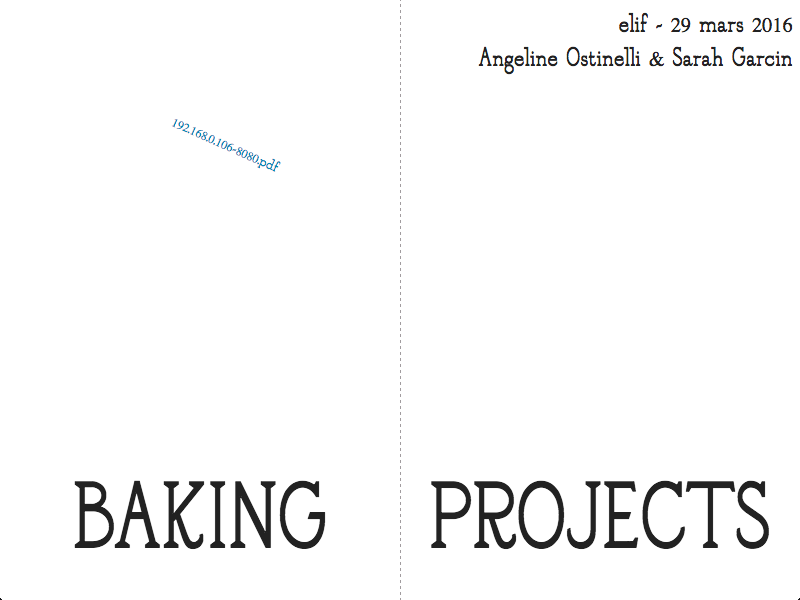 elif - 29 mars 2016
Angeline Ostinelli & Sarah Garcin
192.168.0.106-8080.pdf
BAKING PROJECTS